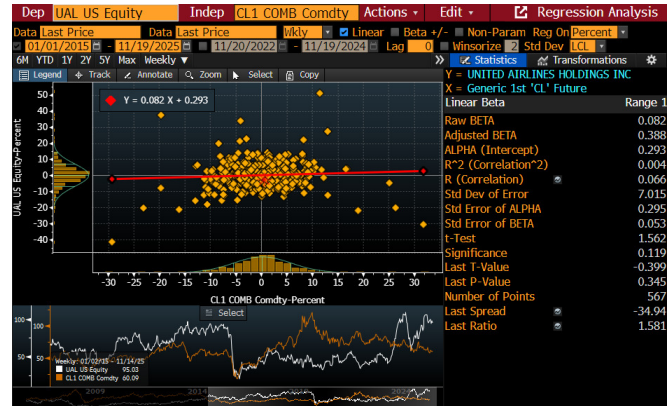 Dep UAL US Equity Indep CL1 COMB Comdty Actions Edit Regression Analysis
Data Last Price Data Last Price Wkly Linear Beta +/- Non-Param Reg On Percent
01/01/2015 - 11/19/2025 11/20/2022 - 11/19/2024 Lag 0 Winsorize 2 Std Dev LCL
6M YTD 1Y 2Y 5Y Max Weekly Statistics Transformations
Legend Track Annotate Zoom Select Copy
Y = UNITED AIRLINES HOLDINGS INC
X = Generic 1st 'CL' Future
Linear Beta Range 1
Raw BETA 0.082
Adjusted BETA 0.388
ALPHA (Intercept) 0.293
R^2 (Correlation^2) 0.004
R (Correlation) 0.066
Std Dev of Error 7.015
Std Error of ALPHA 0.295
Std Error of BETA 0.053
t-Test 1.562
Significance 0.119
Last T-Value -0.399
Last P-Value 0.345
Number of Points 567
Last Spread -34.94
Last Ratio 1.581
Y = 0.082 X + 0.293
UAL US Equity-Percent
50
40
30
20
10
0
-10
-20
-30
-40
-30 -25 -20 -15 -10 -5 0 5 10 15 20 25 30
CL1 COMB Comdty-Percent
Select
100 100
50 50
Weekly: 01/02/15 - 11/14/25
UAL US Equity 95.03
CL1 COMB Comdty 60.09
2009 2014 2024